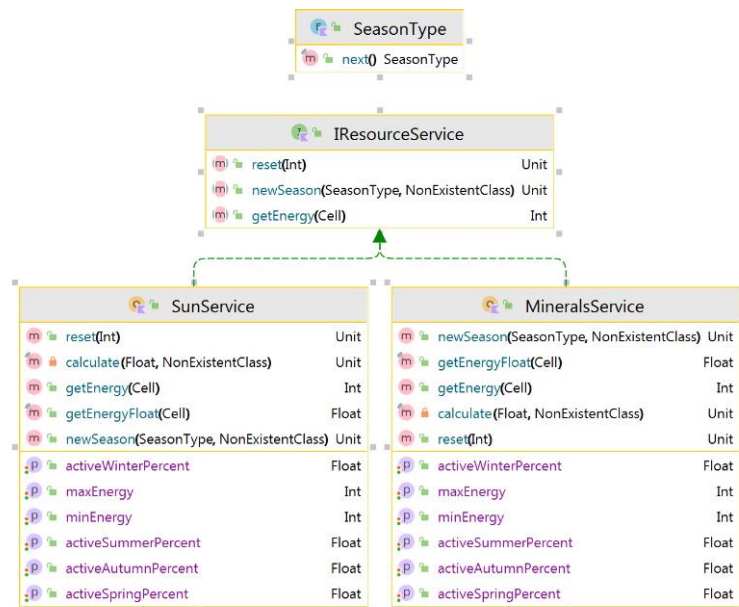 SeasonType
next() SeasonType
IResourceService
reset(Int) Unit
newSeason(SeasonType, NonExistentClass) Unit
getEnergy(Cell) Int
SunService
reset(Int) Unit
calculate(Float, NonExistentClass) Unit
getEnergy(Cell) Int
getEnergyFloat(Cell) Float
newSeason(SeasonType, NonExistentClass) Unit
activeWinterPercent Float
maxEnergy Int
minEnergy Int
activeSummerPercent Float
activeAutumnPercent Float
activeSpringPercent Float
MineralsService
newSeason(SeasonType, NonExistentClass) Unit
getEnergyFloat(Cell) Float
getEnergy(Cell) Int
calculate(Float, NonExistentClass) Unit
reset(Int) Unit
activeWinterPercent Float
maxEnergy Int
minEnergy Int
activeSummerPercent Float
activeAutumnPercent Float
activeSpringPercent Float